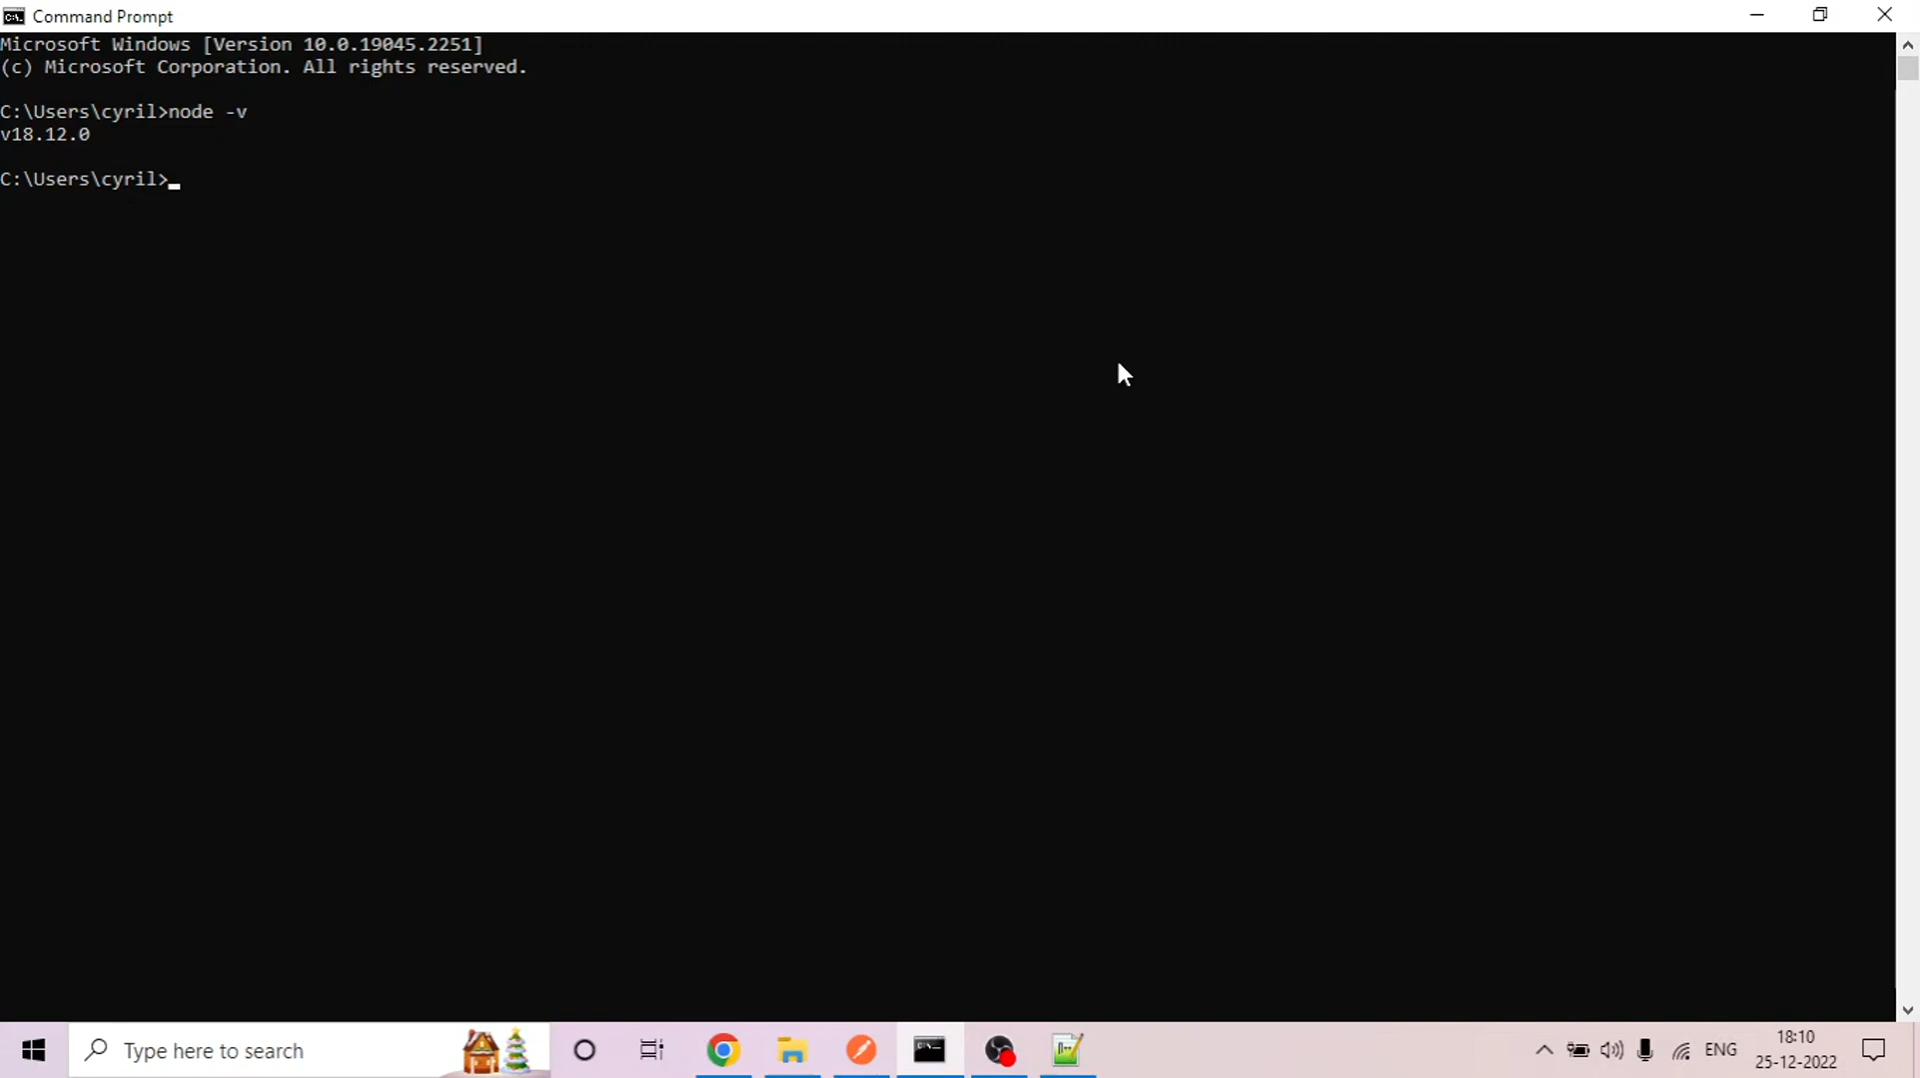 Command Prompt
Microsoft Windows [Version 10.0.19045.2251]
(c) Microsoft Corporation. All rights reserved.
C:\Users\cyril>node -v
v18.12.0
C:\Users\cyril>
Type here to search
ENG
18:10
25-12-2022